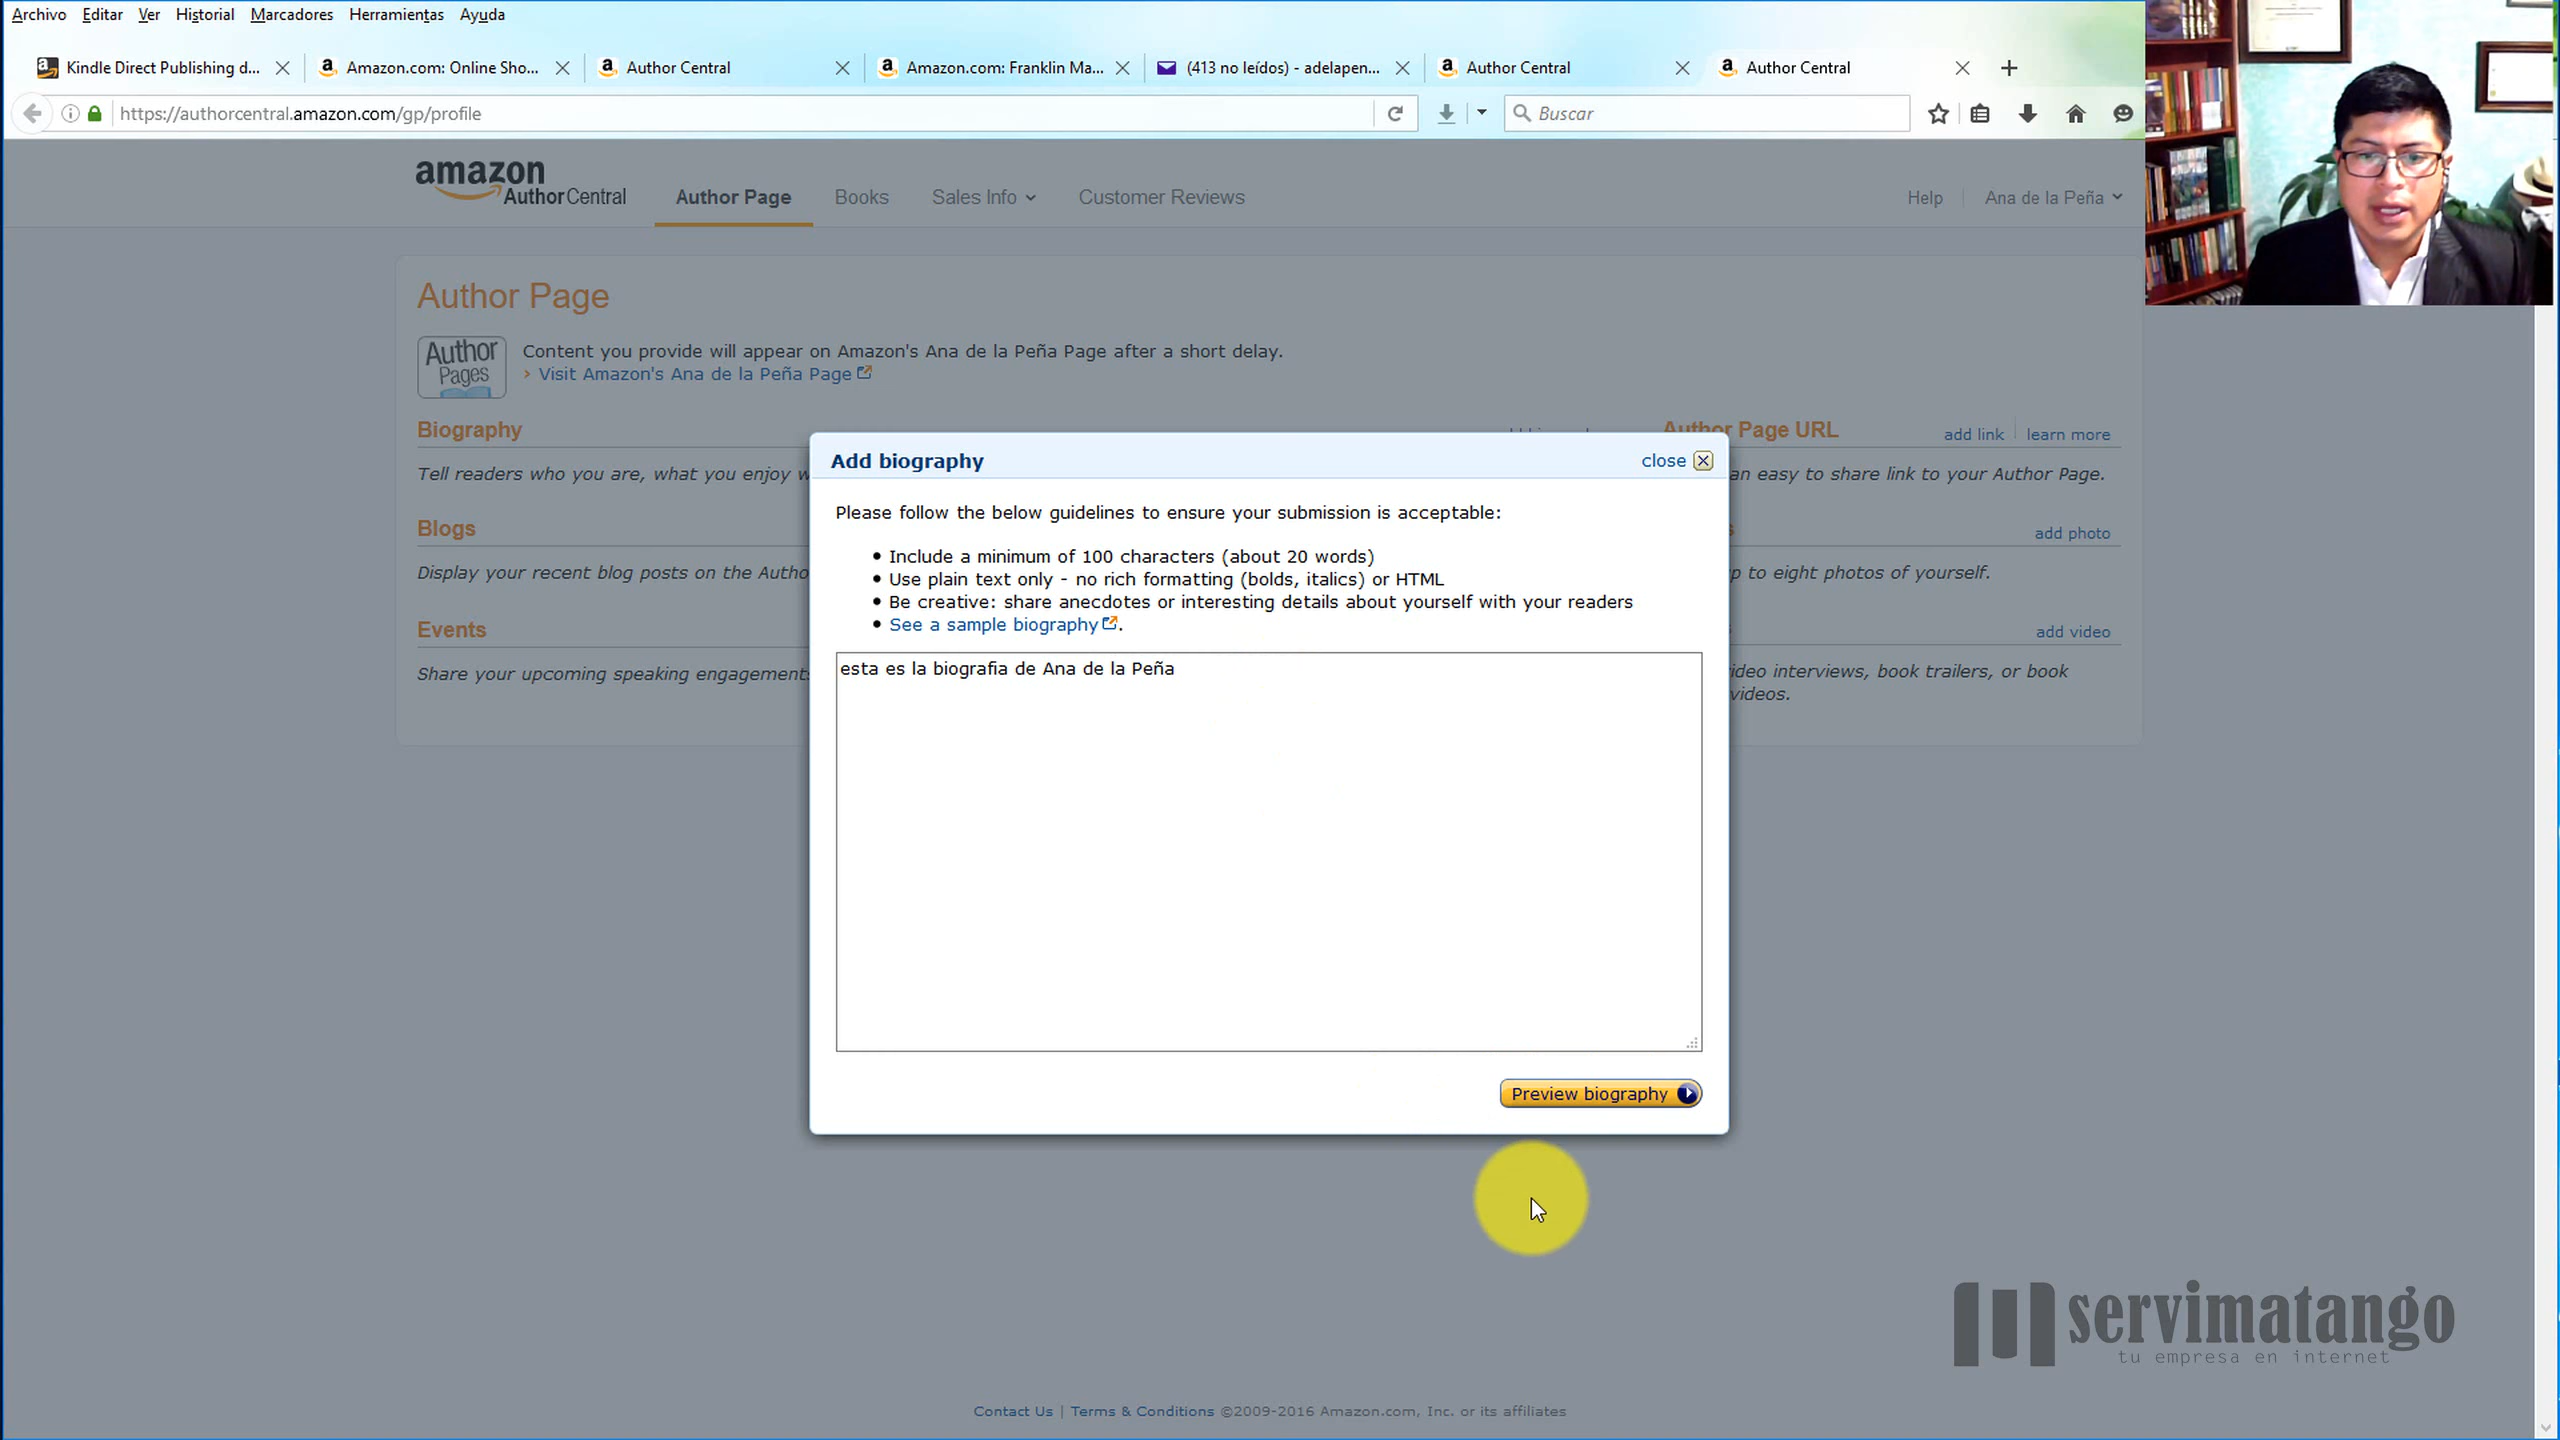 Archivo Editar Ver Historial Marcadores Herramientas Ayuda
Kindle Direct Publishing d... Amazon.com: Online Sho... Author Central Amazon.com: Franklin Ma... (413 no leídos) - adelapen... Author Central Author Central
https://authorcentral.amazon.com/gp/profile Buscar
amazon
AuthorCentral Author Page Books Sales Info Customer Reviews Help Ana de la Peña
Author Page
Author
Pages
Content you provide will appear on Amazon's Ana de la Peña Page after a short delay.
› Visit Amazon's Ana de la Peña Page
Biography
Tell readers who you are, what you enjoy w
Blogs
Display your recent blog posts on the Autho
Events
Share your upcoming speaking engagements
Author Page URL add link learn more
an easy to share link to your Author Page.
add photo
p to eight photos of yourself.
add video
ideo interviews, book trailers, or book
videos.
Add biography close
Please follow the below guidelines to ensure your submission is acceptable:
• Include a minimum of 100 characters (about 20 words)
• Use plain text only - no rich formatting (bolds, italics) or HTML
• Be creative: share anecdotes or interesting details about yourself with your readers
• See a sample biography.
esta es la biografia de Ana de la Peña
Preview biography
servimatango
tu empresa en internet
Contact Us | Terms & Conditions ©2009-2016 Amazon.com, Inc. or its affiliates